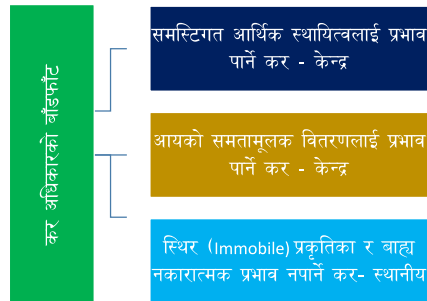 कर अधिकारको बाँडफाँट
समस्टिगत आर्थिक स्थायित्वलाई प्रभाव
पार्ने कर - केन्द्र
आयको समतामूलक वितरणलाई प्रभाव
पार्ने कर - केन्द्र
स्थिर (Immobile) प्रकृतिका र बाह्य
नकारात्मक प्रभाव नपार्ने कर- स्थानीय